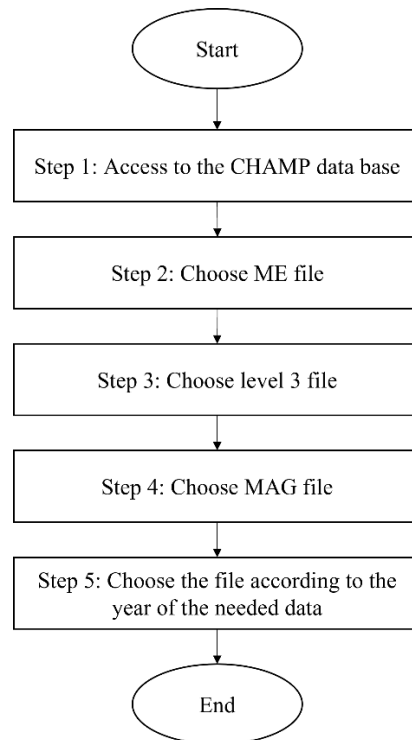 Start
Step 1: Access to the CHAMP data base
Step 2: Choose ME file
Step 3: Choose level 3 file
Step 4: Choose MAG file
Step 5: Choose the file according to the
year of the needed data
End